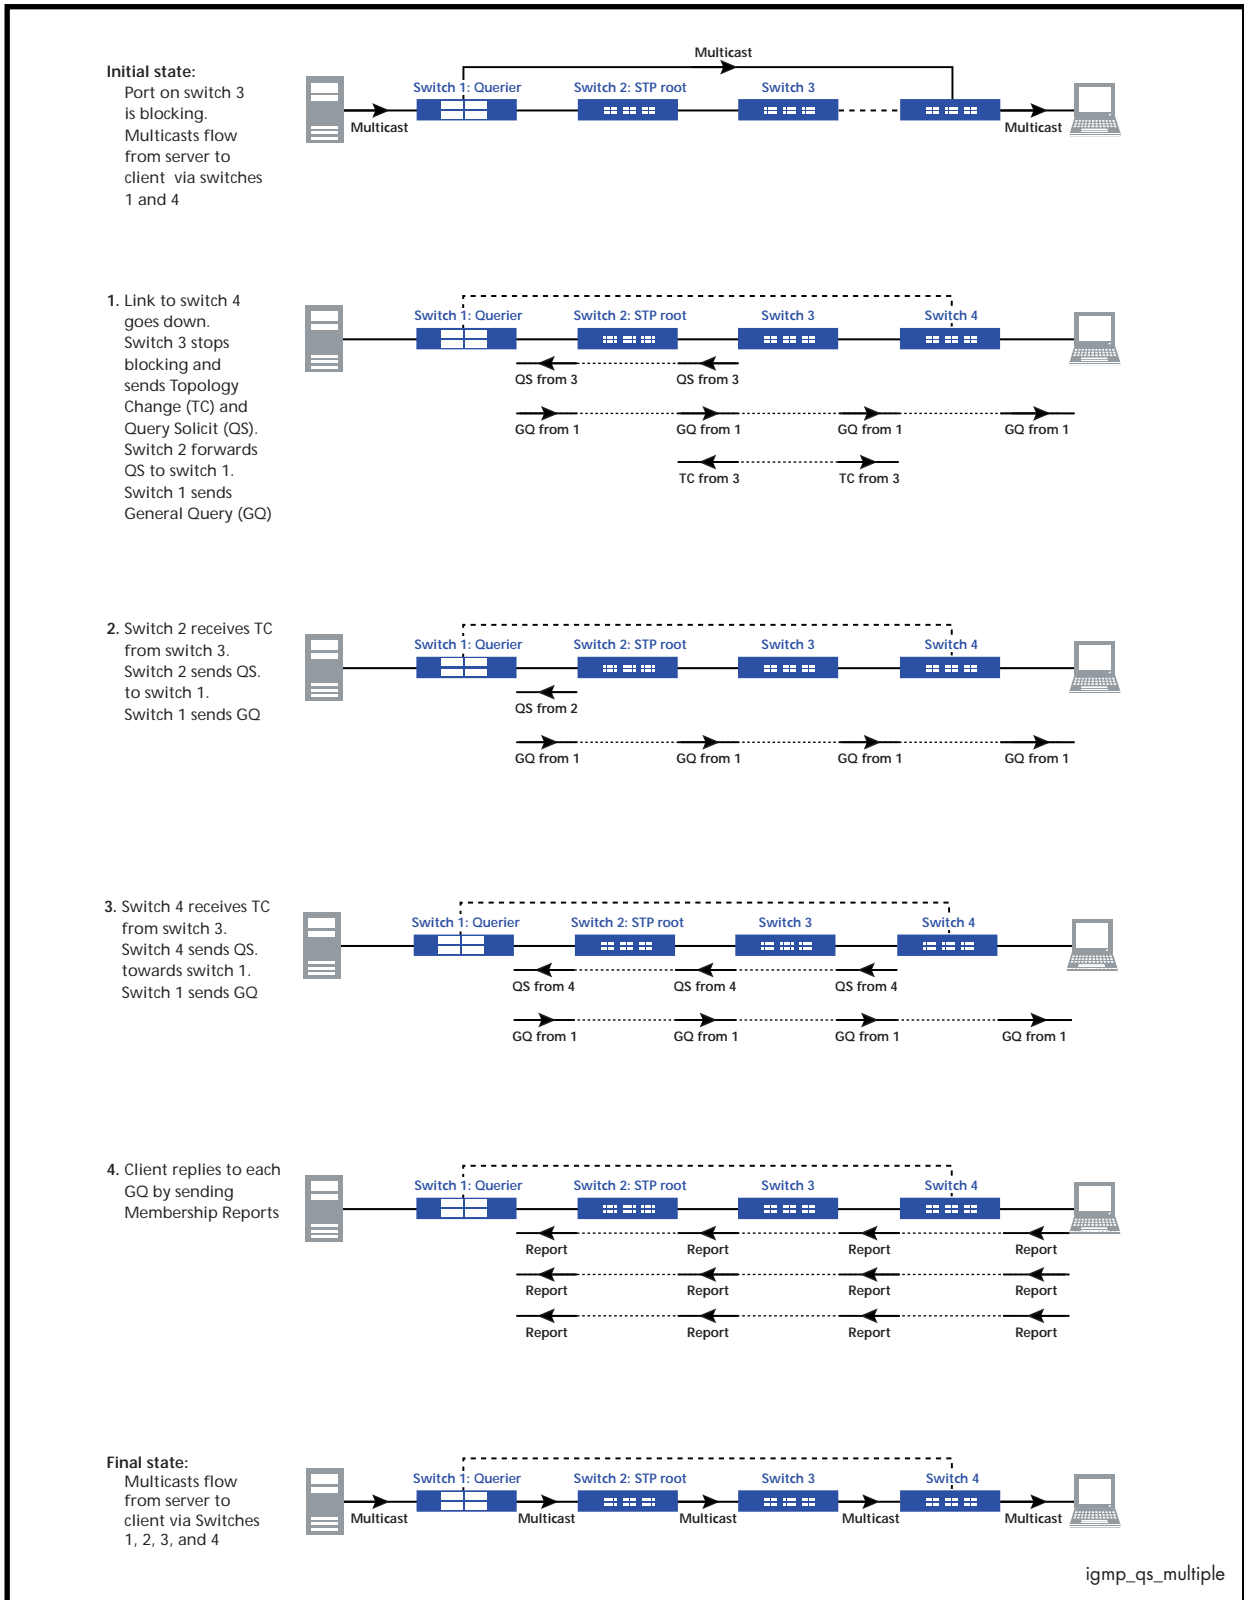 Initial state:
Port on switch 3
is blocking.
Multicasts flow
from server to
client via switches
1 and 4
Multicast
Switch 1: Querier
Switch 2: STP root
Switch 3
Multicast
Multicast
1. Link to switch 4
goes down.
Switch 3 stops
blocking and
sends Topology
Change (TC) and
Query Solicit (QS).
Switch 2 forwards
QS to switch 1.
Switch 1 sends
General Query (GQ)
Switch 1: Querier
Switch 2: STP root
Switch 3
Switch 4
QS from 3
QS from 3
GQ from 1
GQ from 1
GQ from 1
GQ from 1
TC from 3
TC from 3
2. Switch 2 receives TC
from switch 3.
Switch 2 sends QS.
to switch 1.
Switch 1 sends GQ
Switch 1: Querier
Switch 2: STP root
Switch 3
Switch 4
QS from 2
GQ from 1
GQ from 1
GQ from 1
GQ from 1
3. Switch 4 receives TC
from switch 3.
Switch 4 sends QS.
towards switch 1.
Switch 1 sends GQ
Switch 1: Querier
Switch 2: STP root
Switch 3
Switch 4
QS from 4
QS from 4
QS from 4
GQ from 1
GQ from 1
GQ from 1
GQ from 1
4. Client replies to each
GQ by sending
Membership Reports
Switch 1: Querier
Switch 2: STP root
Switch 3
Switch 4
Report
Report
Report
Report
Report
Report
Report
Report
Report
Report
Report
Report
Final state:
Multicasts flow
from server to
client via Switches
1, 2, 3, and 4
Switch 1: Querier
Switch 2: STP root
Switch 3
Switch 4
Multicast
Multicast
Multicast
Multicast
Multicast
igmp_qs_multiple